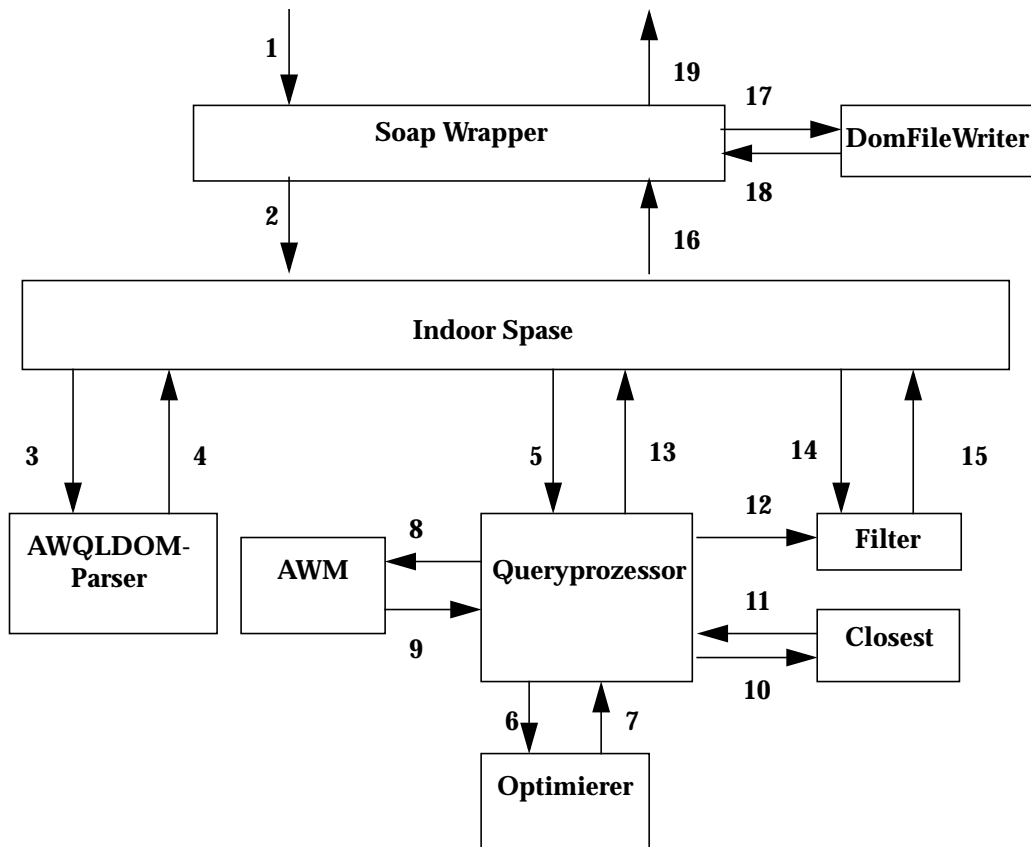 1
19
17
Soap Wrapper
DomFileWriter
18
2
16
Indoor Spase
3
4
5
13
14
15
12
8
AWQLDOM-
Parser
AWM
Queryprozessor
Filter
11
9
Closest
10
6
7
Optimierer